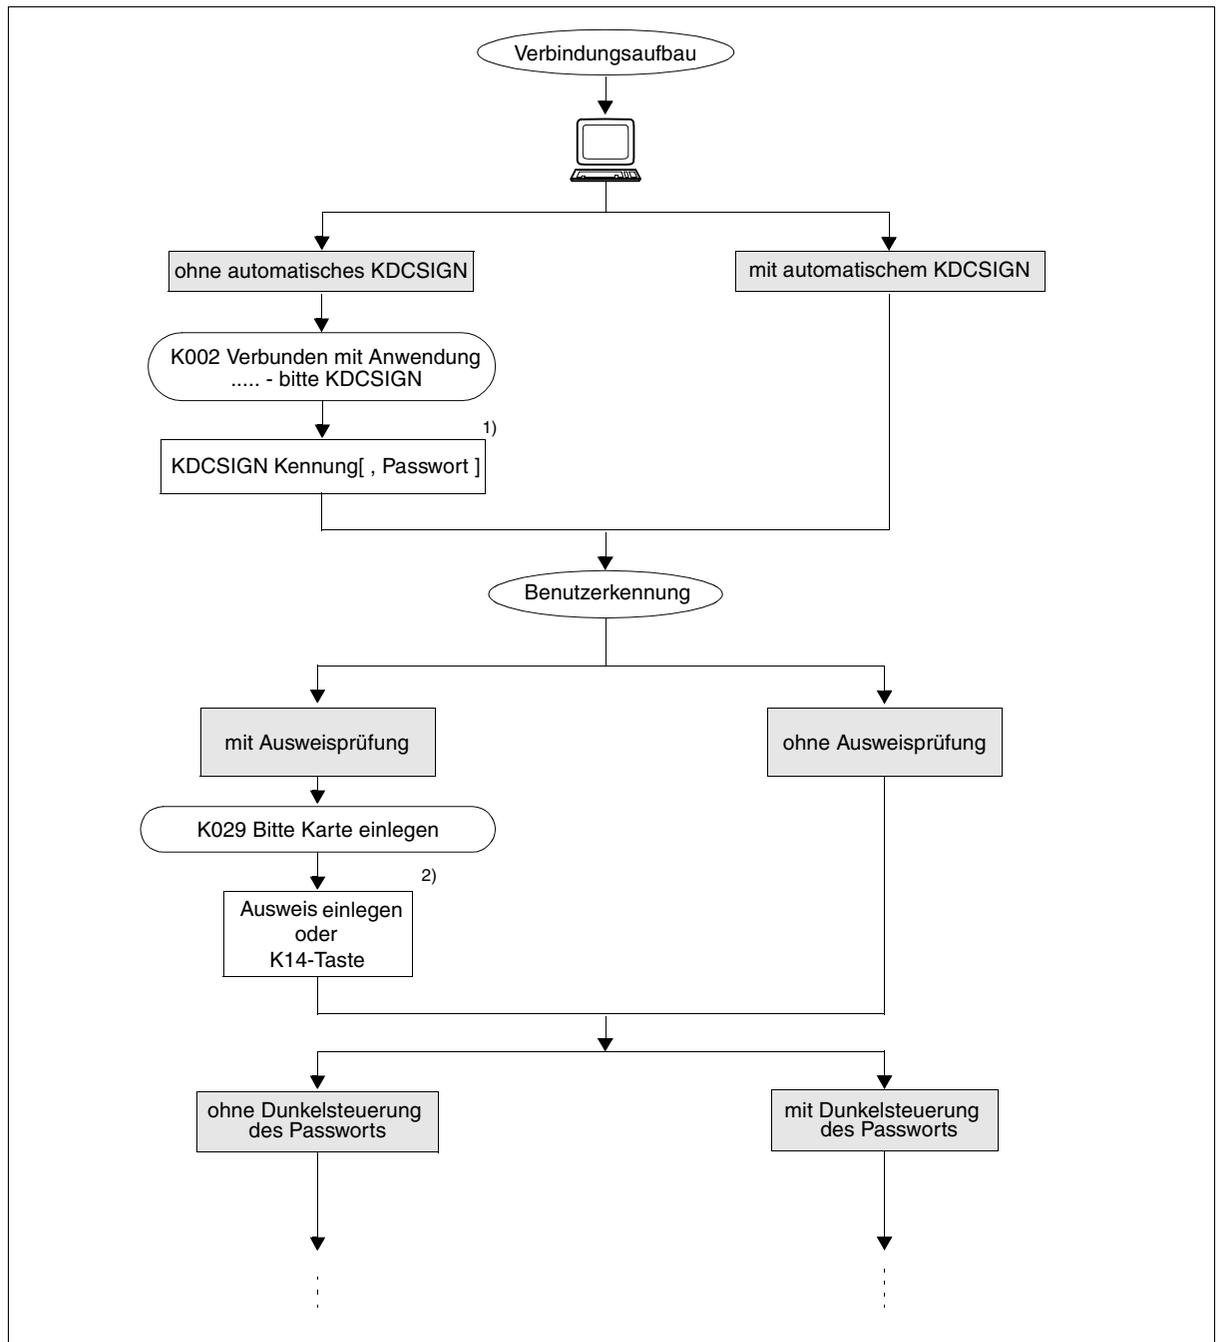 Verbindungsaufbau
ohne automatisches KDCSIGN
mit automatischem KDCSIGN
K002 Verbunden mit Anwendung
..... - bitte KDCSIGN
1)
KDCSIGN Kennung[ , Passwort ]
Benutzerkennung
mit Ausweisprüfung
ohne Ausweisprüfung
K029 Bitte Karte einlegen
2)
Ausweis einlegen
oder
K14-Taste
ohne Dunkelsteuerung
des Passworts
mit Dunkelsteuerung
des Passworts